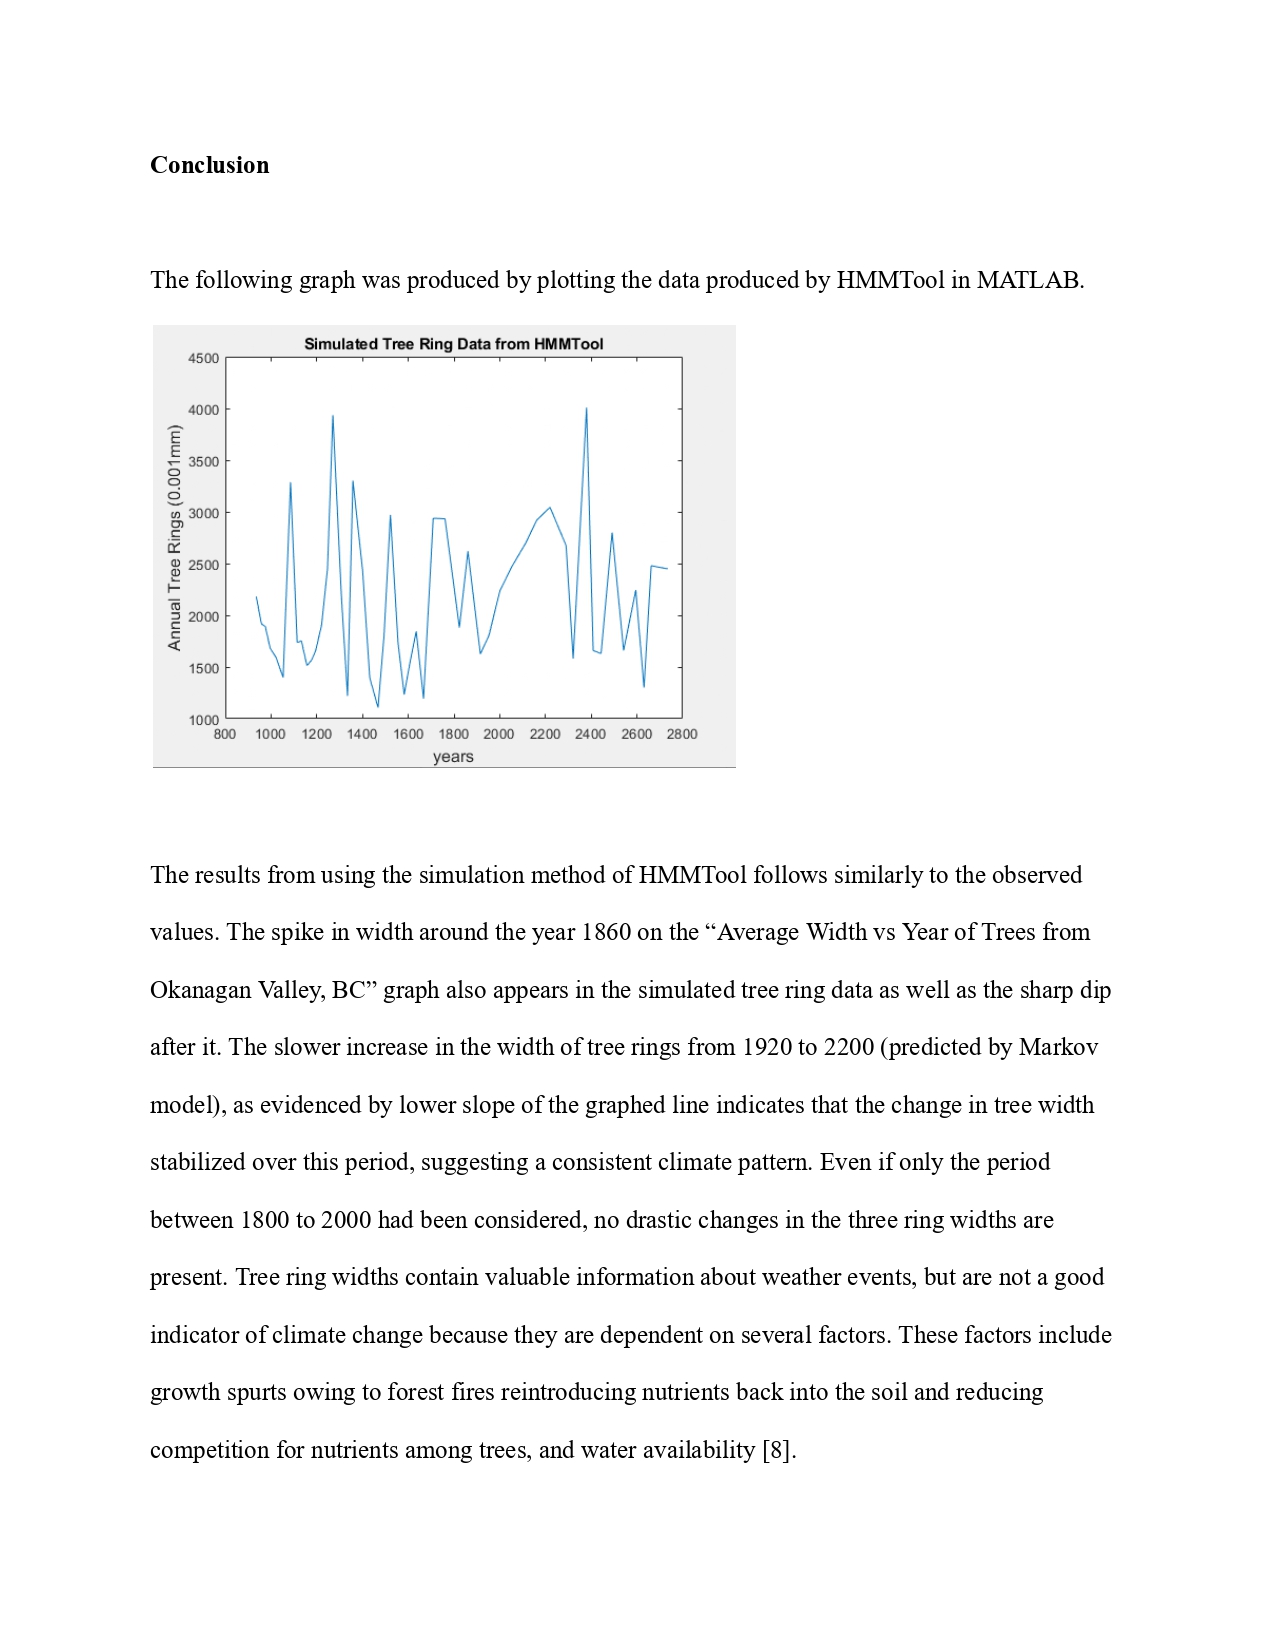 Conclusion
The following graph was produced by plotting the data produced by HMMTool in MATLAB.
Simulated Tree Ring Data from HMMTool
4500
4000
3500
3000
2500
2000
1500
1000
Annual Tree Rings (0.001mm)
800 1000 1200 1400 1600 1800 2000 2200 2400 2600 2800
years
The results from using the simulation method of HMMTool follows similarly to the observed
values. The spike in width around the year 1860 on the “Average Width vs Year of Trees from
Okanagan Valley, BC” graph also appears in the simulated tree ring data as well as the sharp dip
after it. The slower increase in the width of tree rings from 1920 to 2200 (predicted by Markov
model), as evidenced by lower slope of the graphed line indicates that the change in tree width
stabilized over this period, suggesting a consistent climate pattern. Even if only the period
between 1800 to 2000 had been considered, no drastic changes in the three ring widths are
present. Tree ring widths contain valuable information about weather events, but are not a good
indicator of climate change because they are dependent on several factors. These factors include
growth spurts owing to forest fires reintroducing nutrients back into the soil and reducing
competition for nutrients among trees, and water availability [8].